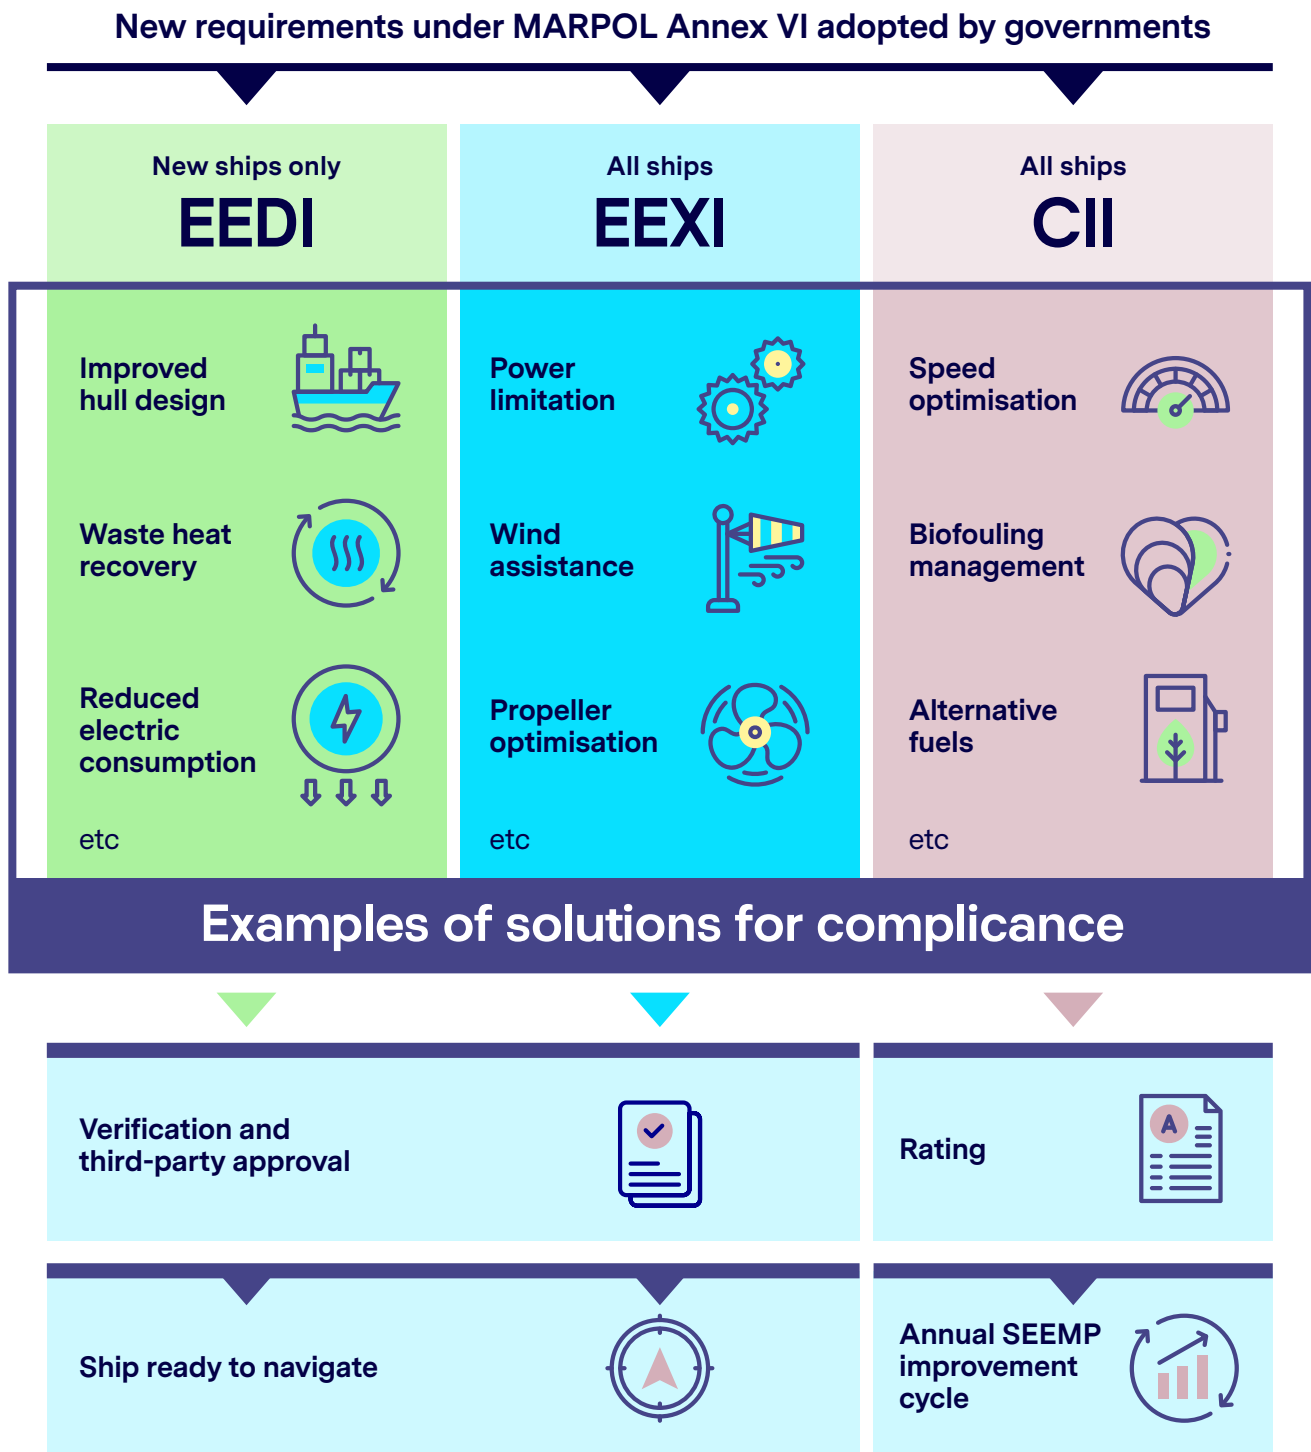 New requirements under MARPOL Annex VI adopted by governments
New ships only
EEDI
Improved
hull design
Waste heat
recovery
Reduced
electric
consumption
etc
All ships
EEXI
Power
limitation
Wind
assistance
Propeller
optimisation
etc
All ships
CII
Speed
optimisation
Biofouling
management
Alternative
fuels
etc
Examples of solutions for complicance
Verification and
third-party approval
Rating
A
Ship ready to navigate
Annual SEEMP
improvement
cycle